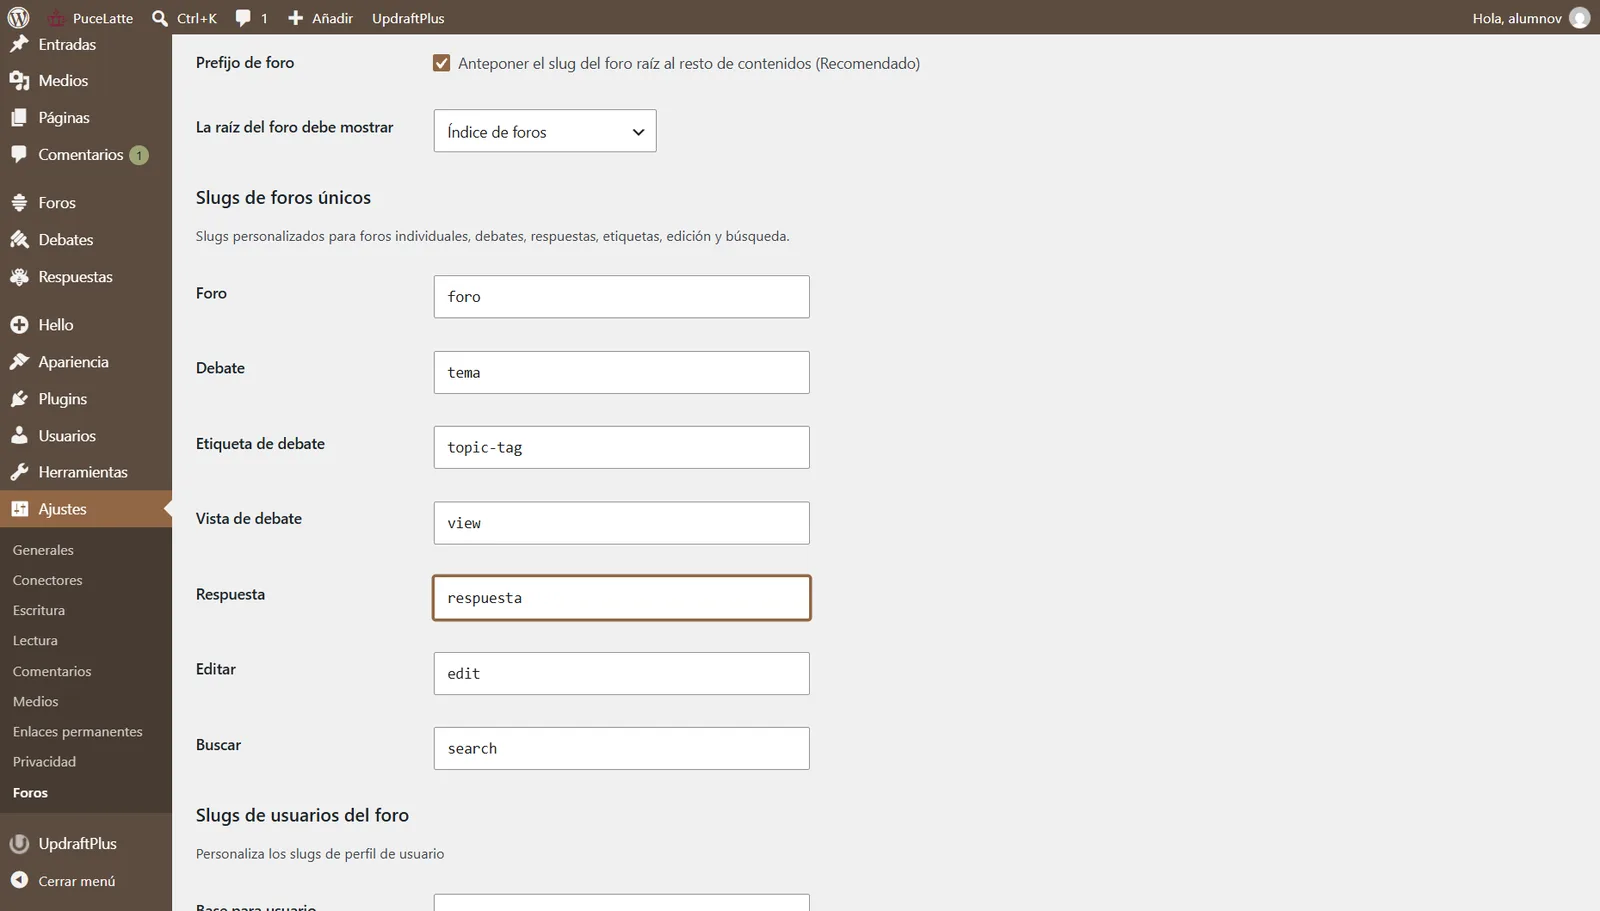 PuceLatte
Ctrl+K
1
Añadir
UpdraftPlus
Hola, alumnov
Entradas
Medios
Páginas
Comentarios 1
Foros
Debates
Respuestas
Hello
Apariencia
Plugins
Usuarios
Herramientas
Ajustes
Generales
Conectores
Escritura
Lectura
Comentarios
Medios
Enlaces permanentes
Privacidad
Foros
UpdraftPlus
Cerrar menú
Prefijo de foro
Anteponer el slug del foro raíz al resto de contenidos (Recomendado)
La raíz del foro debe mostrar
Índice de foros
Slugs de foros únicos
Slugs personalizados para foros individuales, debates, respuestas, etiquetas, edición y búsqueda.
Foro
foro
Debate
tema
Etiqueta de debate
topic-tag
Vista de debate
view
Respuesta
respuesta
Editar
edit
Buscar
search
Slugs de usuarios del foro
Personaliza los slugs de perfil de usuario
Base para usuario